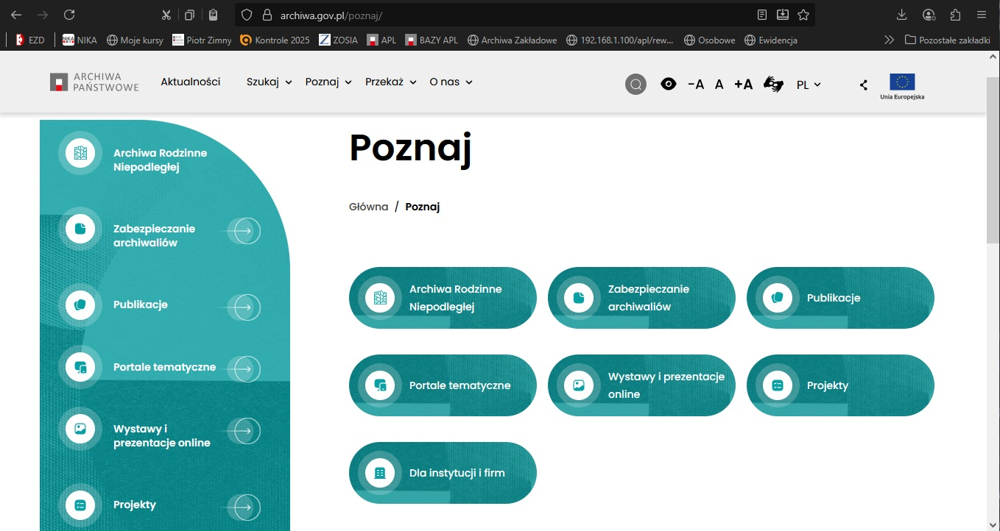 archiwa.gov.pl/poznaj/
EZD
NIKA NIKA
Moje kursy
Piotr Zimny
Kontrole 2025
ZOSIA
APL
BAZY APL
Archiwa Zakładowe
192.168.1.100/apl/rew...
Osobowe
Ewidencja
Pozostałe zakładki
ARCHIWA
PAŃSTWOWE
Aktualności
Szukaj
Poznaj
Przekaż
O nas
-A A +A
PL
Unia Europejska
Archiwa Rodzinne
Niepodległej
Zabezpieczanie
archiwaliów
Publikacje
Portale tematyczne
Wystawy i
prezentacje online
Projekty
Poznaj
Główna / Poznaj
Archiwa Rodzinne
Niepodległej
Zabezpieczanie
archiwaliów
Publikacje
Portale tematyczne
Wystawy i prezentacje
online
Projekty
Dla instytucji i firm